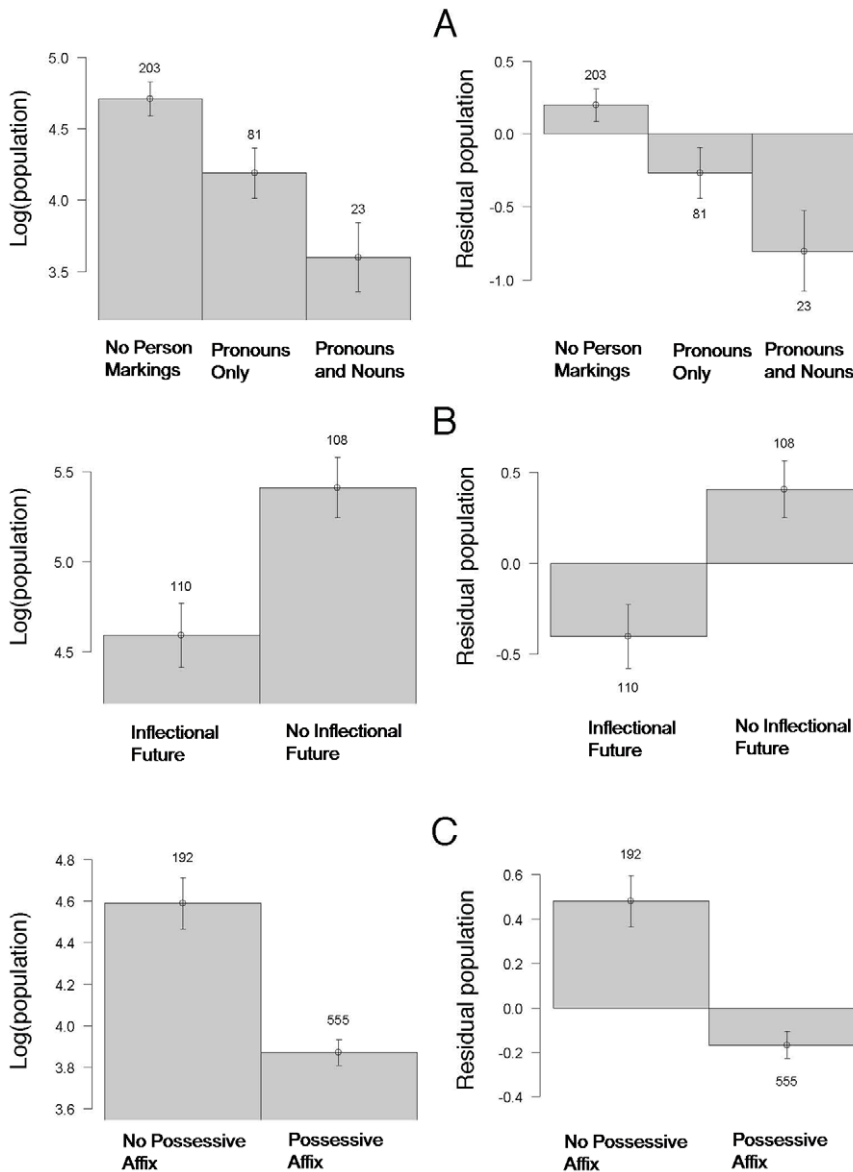 A
Log(population)
5.0
4.5
4.0
3.5
203
81
23
No Person
Markings
Pronouns
Only
Pronouns
and Nouns
Residual population
0.5
0.0
-0.5
-1.0
203
81
23
No Person
Markings
Pronouns
Only
Pronouns
and Nouns
B
Log(population)
5.5
5.0
4.5
110
108
Inflectional
Future
No Inflectional
Future
Residual population
0.5
0.0
-0.5
110
108
Inflectional
Future
No Inflectional
Future
C
Log(population)
4.8
4.6
4.4
4.2
4.0
3.8
3.6
192
555
No Possessive
Affix
Possessive
Affix
Residual population
0.6
0.4
0.2
0.0
-0.2
-0.4
192
555
No Possessive
Affix
Possessive
Affix